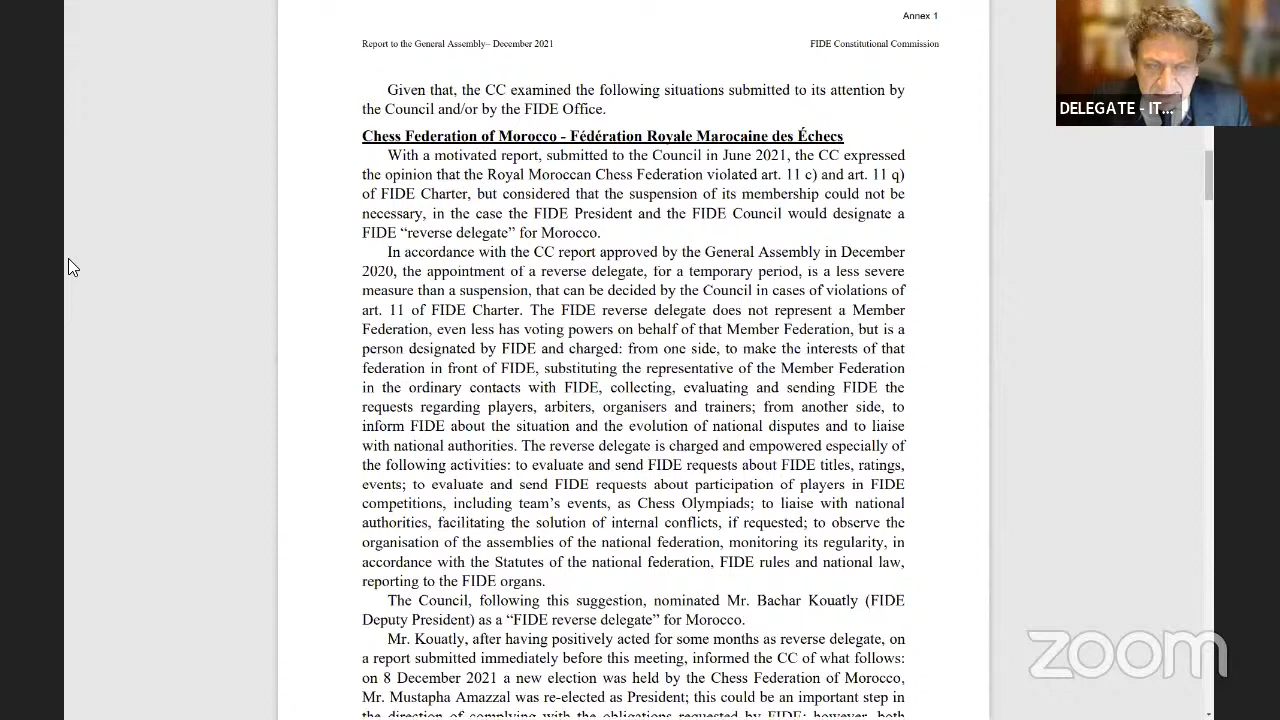 Annex 1
Report to the General Assembly– December 2021
FIDE Constitutional Commission
Given that, the CC examined the following situations submitted to its attention by
the Council and/or by the FIDE Office.
Chess Federation of Morocco - Fédération Royale Marocaine des Échecs
With a motivated report, submitted to the Council in June 2021, the CC expressed
the opinion that the Royal Moroccan Chess Federation violated art. 11 c) and art. 11 q)
of FIDE Charter, but considered that the suspension of its membership could not be
necessary, in the case the FIDE President and the FIDE Council would designate a
FIDE “reverse delegate” for Morocco.
In accordance with the CC report approved by the General Assembly in December
2020, the appointment of a reverse delegate, for a temporary period, is a less severe
measure than a suspension, that can be decided by the Council in cases of violations of
art. 11 of FIDE Charter. The FIDE reverse delegate does not represent a Member
Federation, even less has voting powers on behalf of that Member Federation, but is a
person designated by FIDE and charged: from one side, to make the interests of that
federation in front of FIDE, substituting the representative of the Member Federation
in the ordinary contacts with FIDE, collecting, evaluating and sending FIDE the
requests regarding players, arbiters, organisers and trainers; from another side, to
inform FIDE about the situation and the evolution of national disputes and to liaise
with national authorities. The reverse delegate is charged and empowered especially of
the following activities: to evaluate and send FIDE requests about FIDE titles, ratings,
events; to evaluate and send FIDE requests about participation of players in FIDE
competitions, including team’s events, as Chess Olympiads; to liaise with national
authorities, facilitating the solution of internal conflicts, if requested; to observe the
organisation of the assemblies of the national federation, monitoring its regularity, in
accordance with the Statutes of the national federation, FIDE rules and national law,
reporting to the FIDE organs.
The Council, following this suggestion, nominated Mr. Bachar Kouatly (FIDE
Deputy President) as a “FIDE reverse delegate” for Morocco.
Mr. Kouatly, after having positively acted for some months as reverse delegate, on
a report submitted immediately before this meeting, informed the CC of what follows:
on 8 December 2021 a new election was held by the Chess Federation of Morocco,
Mr. Mustapha Amazzal was re-elected as President; this could be an important step in
the direction of complying with the obligations requested by FIDE; however, both
DELEGATE - IT...
zoom